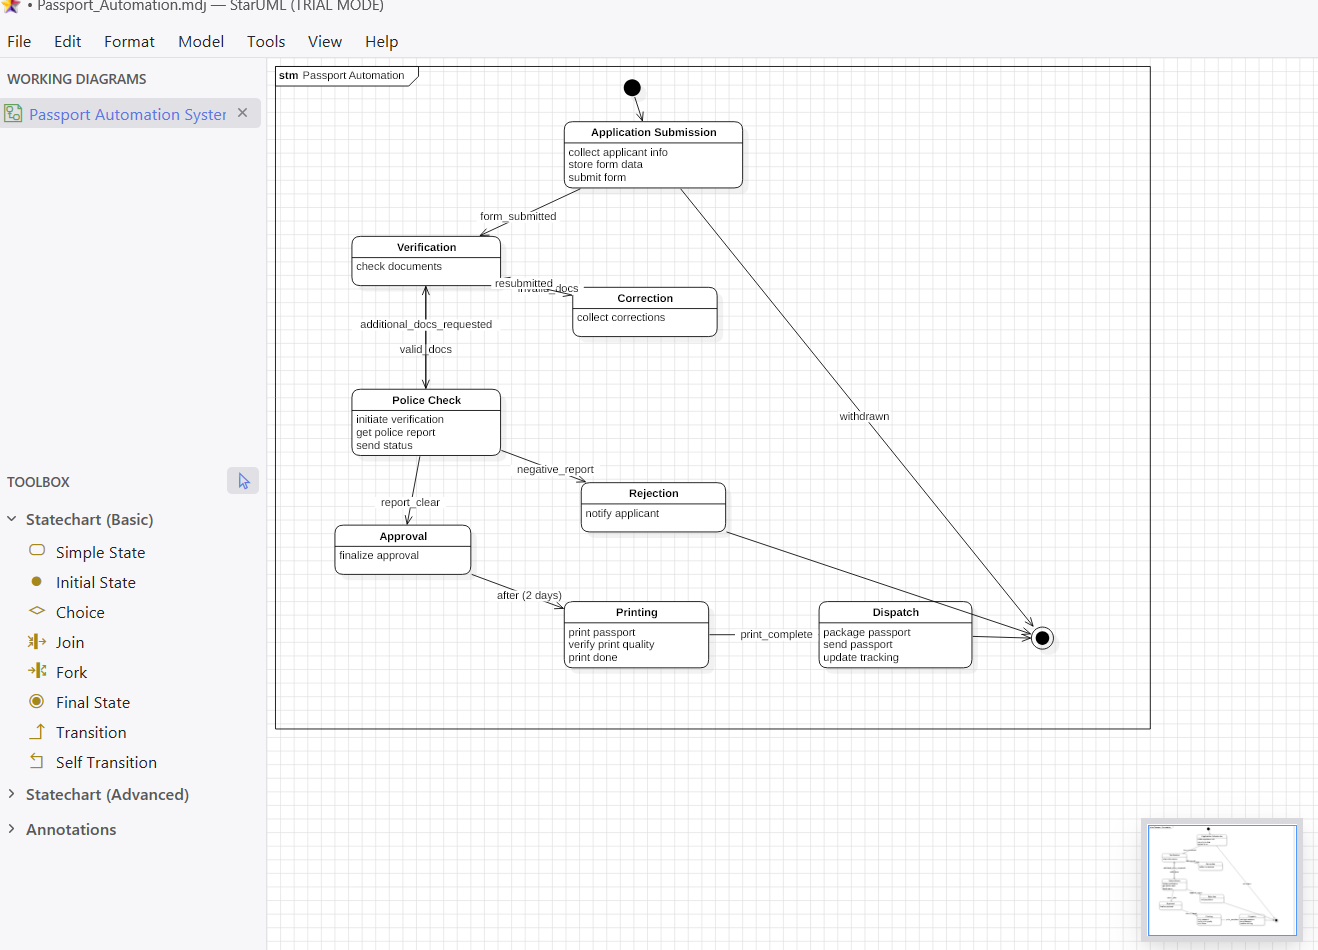 • Passport_Automation.mdj — StarUML (TRIAL MODE)
File Edit Format Model Tools View Help
WORKING DIAGRAMS
Passport Automation Syster
stm Passport Automation
Application Submission
collect applicant info
store form data
submit form
form_submitted
Verification
check documents
resubmitted
invalid_docs
Correction
collect corrections
additional_docs_requested
valid_docs
withdrawn
Police Check
initiate verification
get police report
send status
negative_report
Rejection
notify applicant
report_clear
Approval
finalize approval
after (2 days)
Printing
print passport
verify print quality
print done
print_complete
Dispatch
package passport
send passport
update tracking
TOOLBOX
Statechart (Basic)
Simple State
Initial State
Choice
Join
Fork
Final State
Transition
Self Transition
Statechart (Advanced)
Annotations